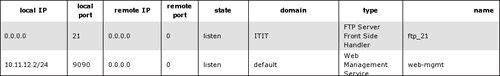 local IP local port remote IP remote port state domain type name
0.0.0.0 21 0.0.0.0 0 listen ITIT FTP Server Front Side Handler ftp_21
10.11.12.2/24 9090 0.0.0.0 0 listen default Web Management Service web-mgmt